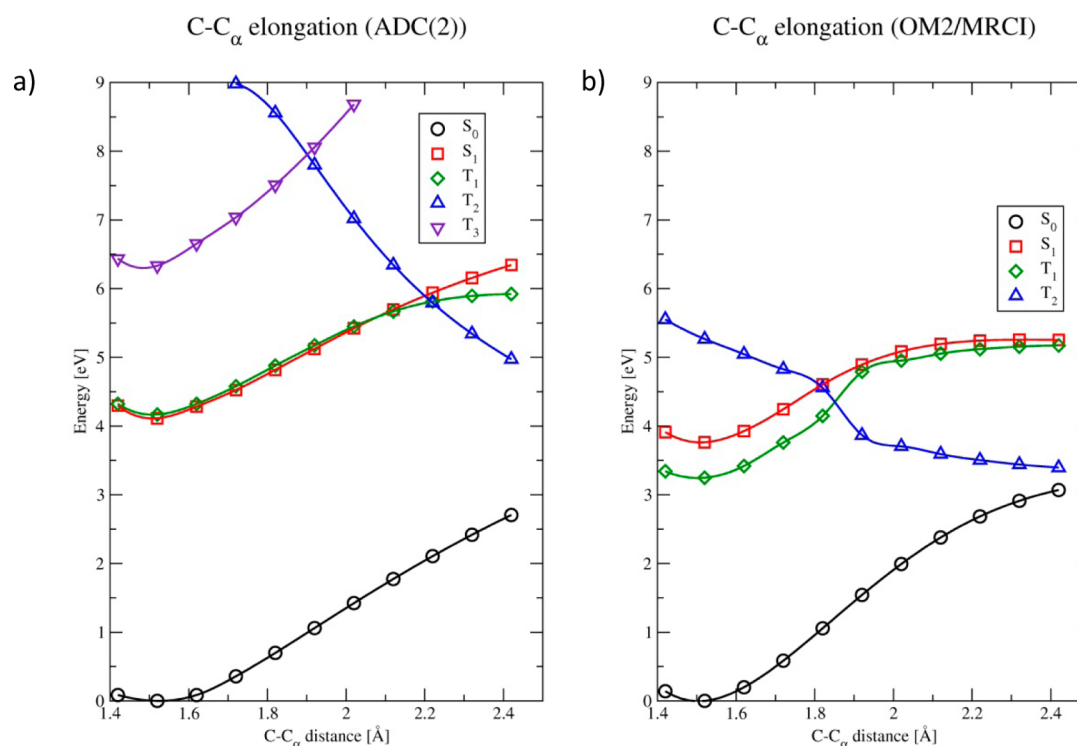 C-Cα elongation (ADC(2))
a)
9
8
7
6
5
4
3
2
1
0
Energy [eV]
S0
S1
T1
T2
T3
1.4 1.6 1.8 2 2.2 2.4
C-Cα distance [Å]
C-Cα elongation (OM2/MRCI)
b)
9
8
7
6
5
4
3
2
1
0
Energy [eV]
S0
S1
T1
T2
1.4 1.6 1.8 2 2.2 2.4
C-Cα distance [Å]